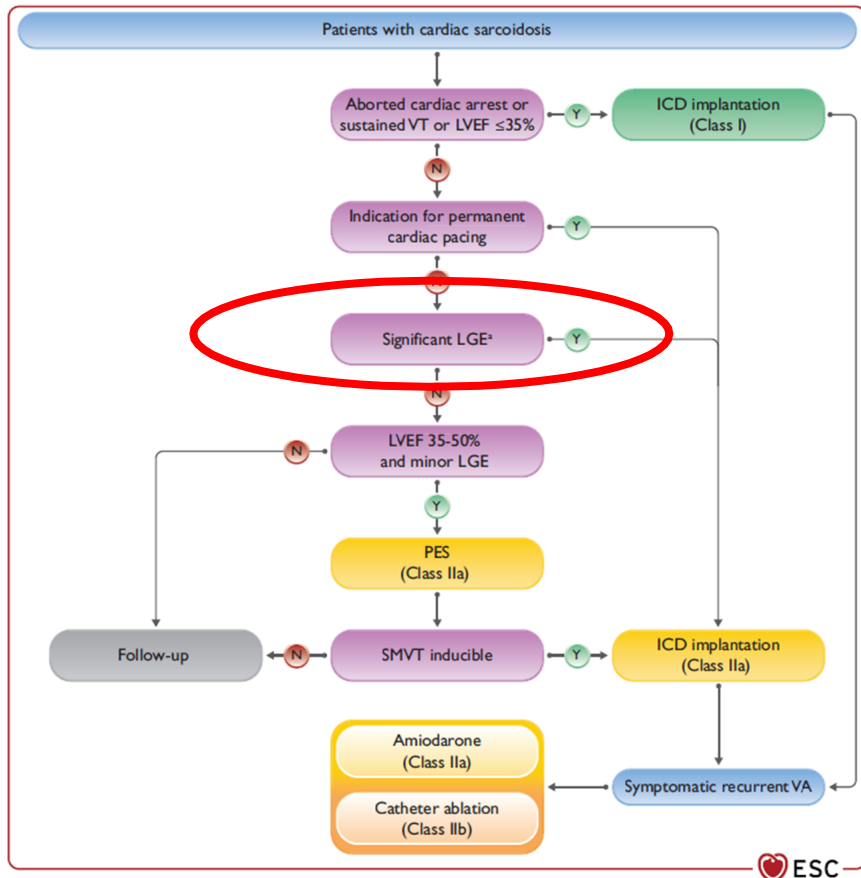 Patients with cardiac sarcoidosis
Aborted cardiac arrest or
sustained VT or LVEF ≤35%
Y
ICD implantation
(Class I)
N
Indication for permanent
cardiac pacing
Y
N
Significant LGEᵃ
Y
N
LVEF 35-50%
and minor LGE
N
Y
PES
(Class IIa)
Follow-up
N
SMVT inducible
Y
ICD implantation
(Class IIa)
Amiodarone
(Class IIa)
Catheter ablation
(Class IIb)
Symptomatic recurrent VA
ESC